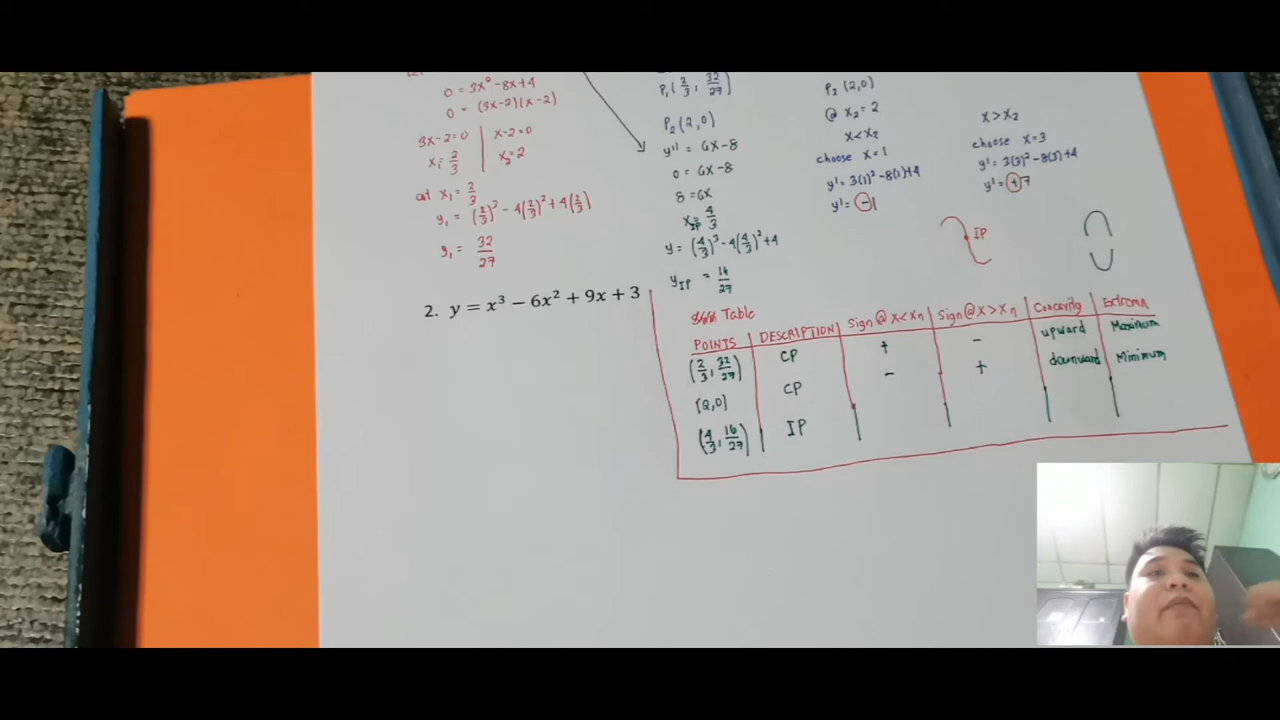 0 = 3x² - 8x + 4
0 = (3x-2)(x-2)
3x-2=0 | x-2=0
x₁= 2/3 | x₂=2
at x₁ = 2/3
y₁ = (2/3)³ - 4(2/3)² + 4(2/3)
y₁ = 32/27
2. y = x³ − 6x² + 9x + 3
P₁(2/3, 32/27)
P₂(2,0)
y'' = 6x-8
0 = 6x-8
8 = 6x
x_IP = 4/3
y = (4/3)³ - 4(4/3)² + 4
y_IP = 16/27
P₂ (2,0)
@ x₂ = 2
x<x₂
choose x=1
y' = 3(1)² - 8(1)+4
y' = -1
x > x₂
choose x=3
y' = 3(3)² - 8(3)+4
y' = +7
IP
Table
POINTS | DESCRIPTION | Sign @ x < xₙ | Sign @ x > xₙ | Concavity | Extrema
(2/3, 32/27) | CP | + | - | upward | Maximum
(2,0) | CP | - | + | downward | Minimum
(4/3, 16/27) | IP